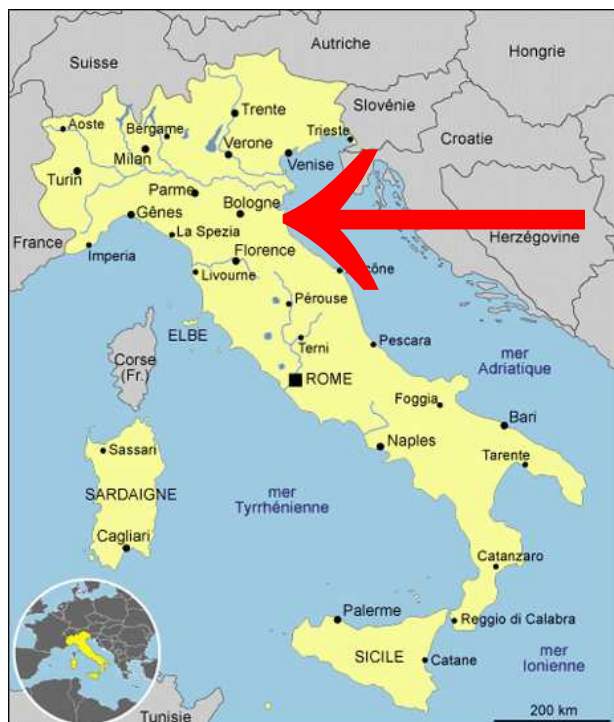 Suisse
Autriche
Hongrie
Slovénie
Croatie
Trente
Aoste
Bergame
Trieste
Milan
Verone
Venise
Turin
Parme
Bologne
Gênes
Herzégovine
France
La Spezia
Imperia
Florence
Livourne
cône
Pérouse
ELBE
Terni
Pescara
Corse
(Fr.)
mer
Adriatique
ROME
Foggia
Bari
Sassari
Naples
Tarente
SARDAIGNE
mer
Tyrrhénienne
Cagliari
Catanzaro
Palerme
Reggio di Calabra
SICILE
Catane
mer
Ionienne
Tunisie
200 km